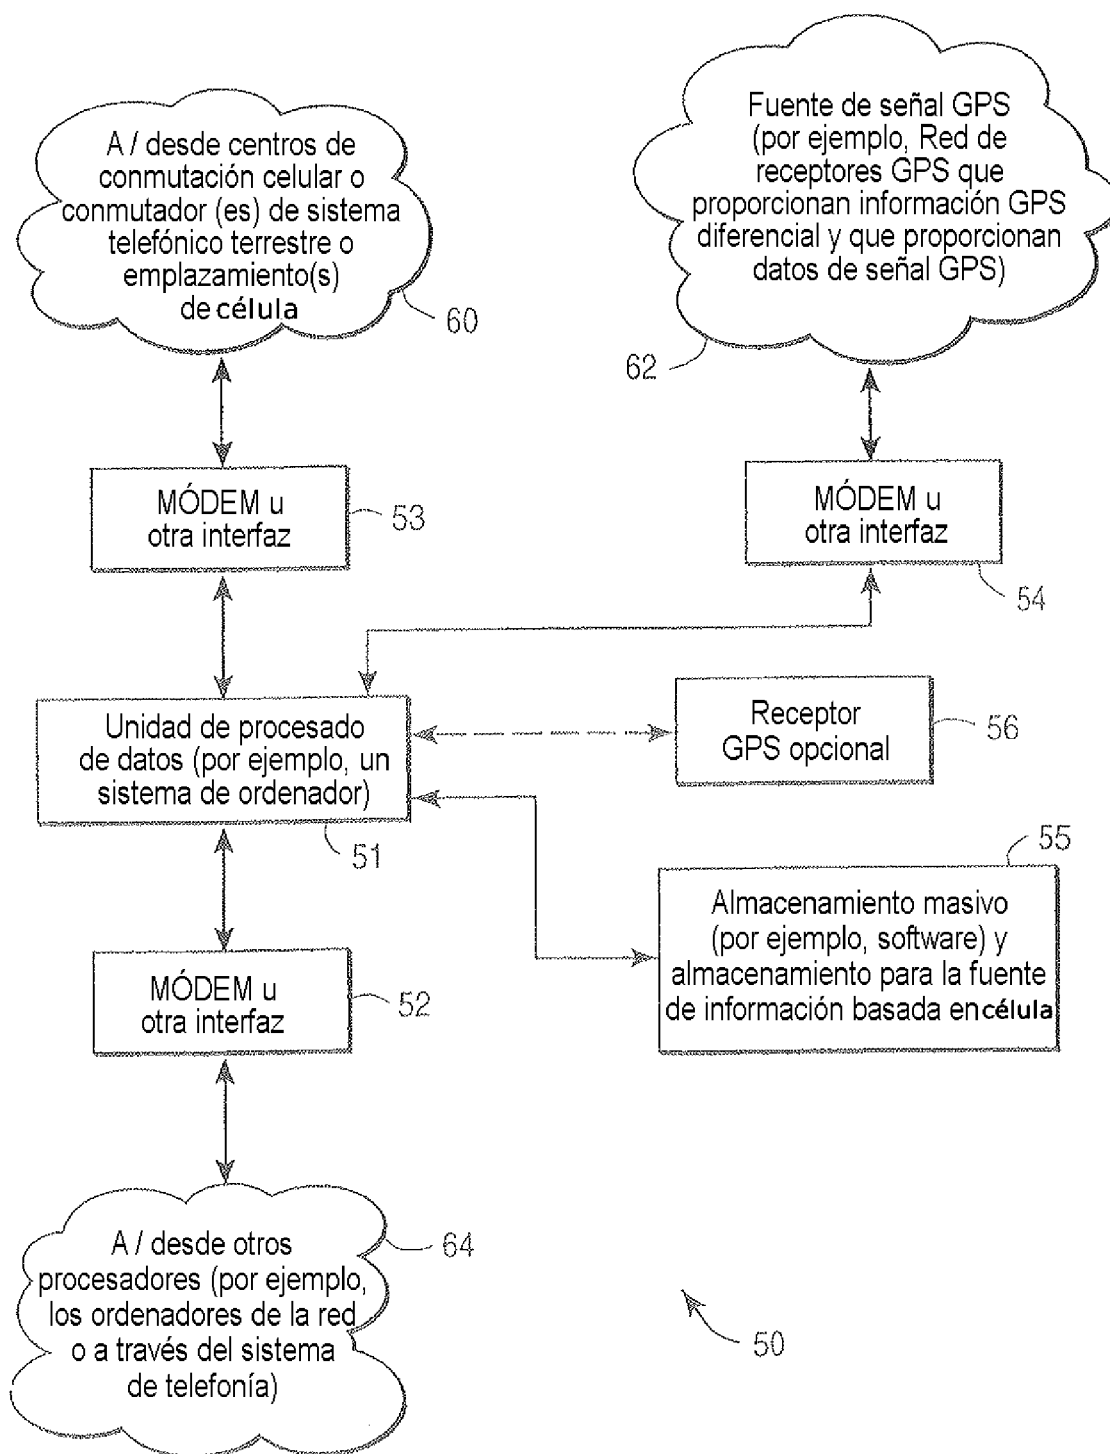 A / desde centros de
conmutación celular o
conmutador (es) de sistema
telefónico terrestre o
emplazamiento(s)
de célula
60
Fuente de señal GPS
(por ejemplo, Red de
receptores GPS que
proporcionan información GPS
diferencial y que proporcionan
datos de señal GPS)
62
MÓDEM u
otra interfaz
53
MÓDEM u
otra interfaz
54
Unidad de procesado
de datos (por ejemplo, un
sistema de ordenador)
51
Receptor
GPS opcional
56
55
Almacenamiento masivo
(por ejemplo, software) y
almacenamiento para la fuente
de información basada en célula
MÓDEM u
otra interfaz
52
A / desde otros
procesadores (por ejemplo,
los ordenadores de la red
o a través del sistema
de telefonía)
64
50